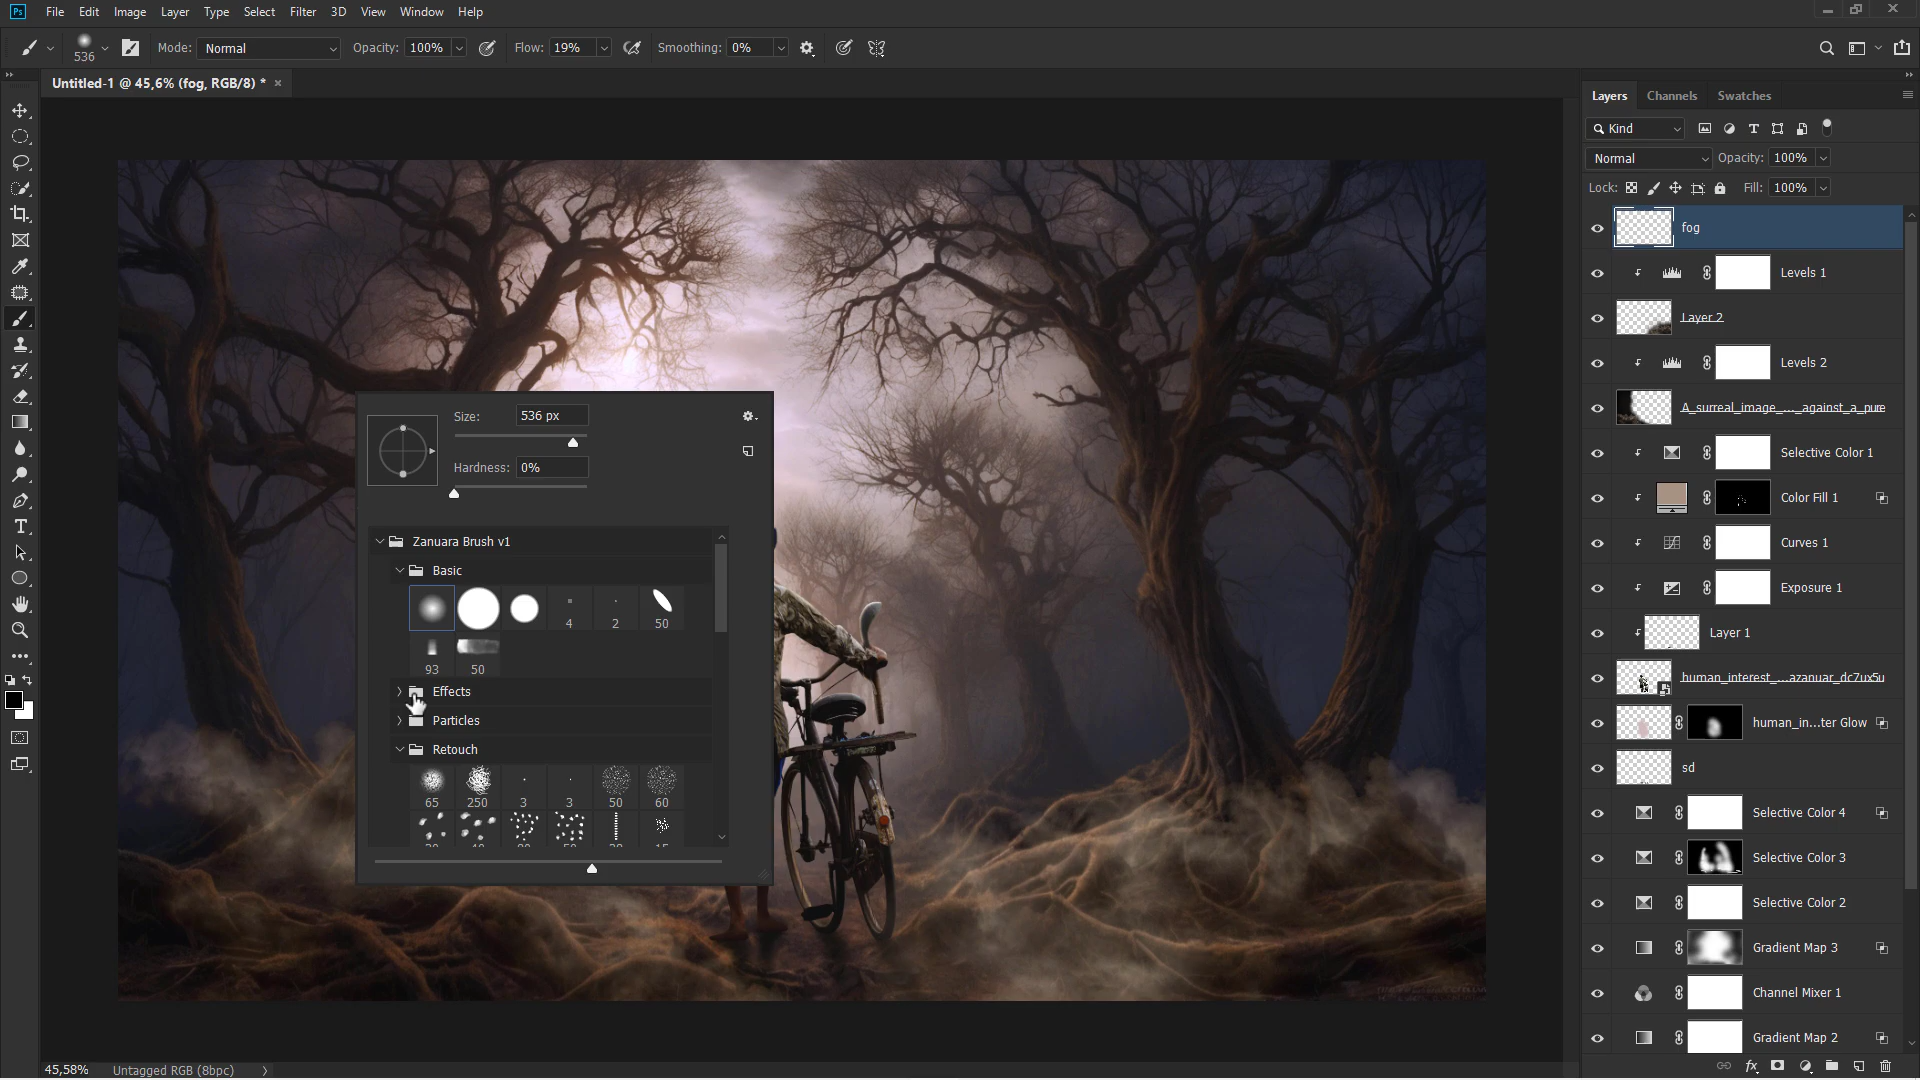 Ps File Edit Image Layer Type Select Filter 3D View Window Help
536 Mode: Normal Opacity: 100% Flow: 19% Smoothing: 0%
Untitled-1 @ 45,6% (fog, RGB/8) * ×
Layers Channels Swatches
Kind
Normal Opacity: 100%
Lock: Fill: 100%
fog
Levels 1
Layer 2
Levels 2
A_surreal_image_..._against_a_pure
Selective Color 1
Color Fill 1
Curves 1
Exposure 1
Layer 1
human_interest_...azanuar_dc7ux5u
human_in...ter Glow
sd
Selective Color 4
Selective Color 3
Selective Color 2
Gradient Map 3
Channel Mixer 1
Gradient Map 2
Size: 536 px
Hardness: 0%
Zanuara Brush v1
Basic
4 2 50
93 50
Effects
Particles
Retouch
65 250 3 3 50 60
45,58% Untagged RGB (8bpc)